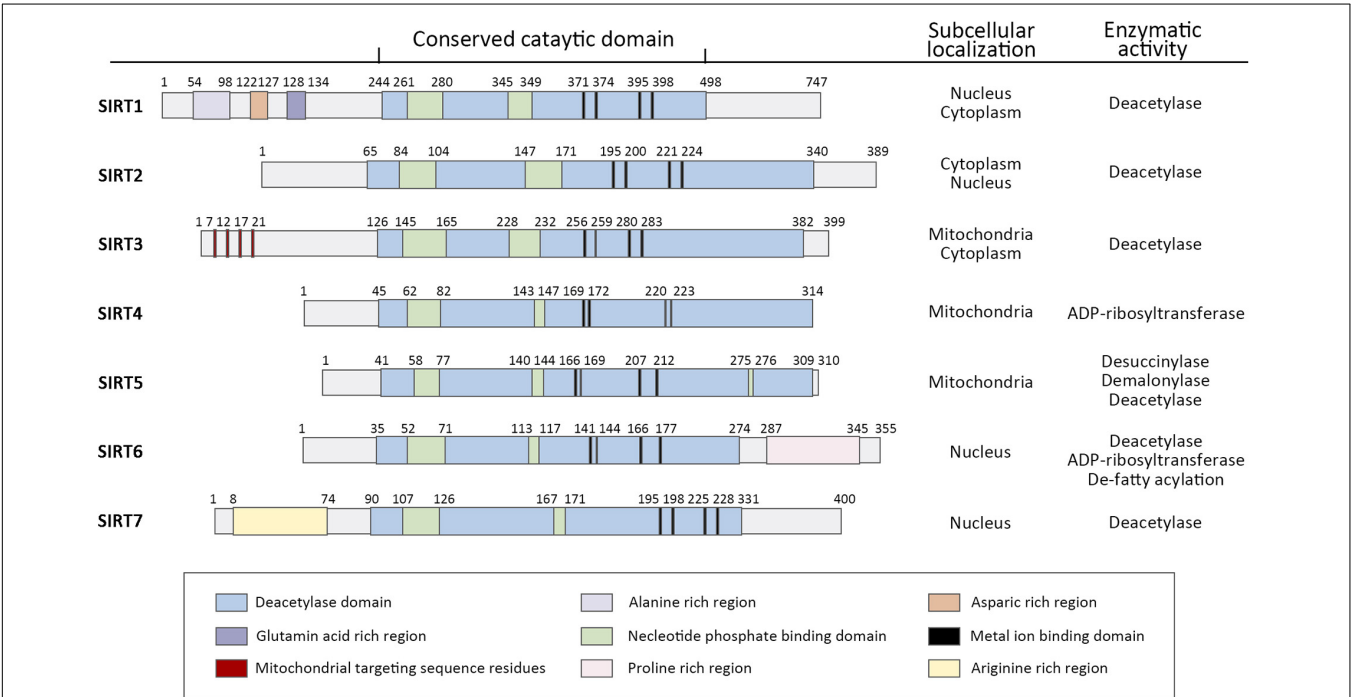 Conserved cataytic domain
Subcellular
localization
Enzymatic
activity
1 54 98 122 127 128 134 244 261 280 345 349 371 374 395 398 498 747
SIRT1
Nucleus
Cytoplasm
Deacetylase
1 65 84 104 147 171 195 200 221 224 340 389
SIRT2
Cytoplasm
Nucleus
Deacetylase
1 7 12 17 21 126 145 165 228 232 256 259 280 283 382 399
SIRT3
Mitochondria
Cytoplasm
Deacetylase
1 45 62 82 143 147 169 172 220 223 314
SIRT4
Mitochondria
ADP-ribosyltransferase
1 41 58 77 140 144 166 169 207 212 275 276 309 310
SIRT5
Mitochondria
Desuccinylase
Demalonylase
Deacetylase
1 35 52 71 113 117 141 144 166 177 274 287 345 355
SIRT6
Nucleus
Deacetylase
ADP-ribosyltransferase
De-fatty acylation
1 8 74 90 107 126 167 171 195 198 225 228 331 400
SIRT7
Nucleus
Deacetylase
Deacetylase domain
Alanine rich region
Asparic rich region
Glutamin acid rich region
Necleotide phosphate binding domain
Metal ion binding domain
Mitochondrial targeting sequence residues
Proline rich region
Ariginine rich region